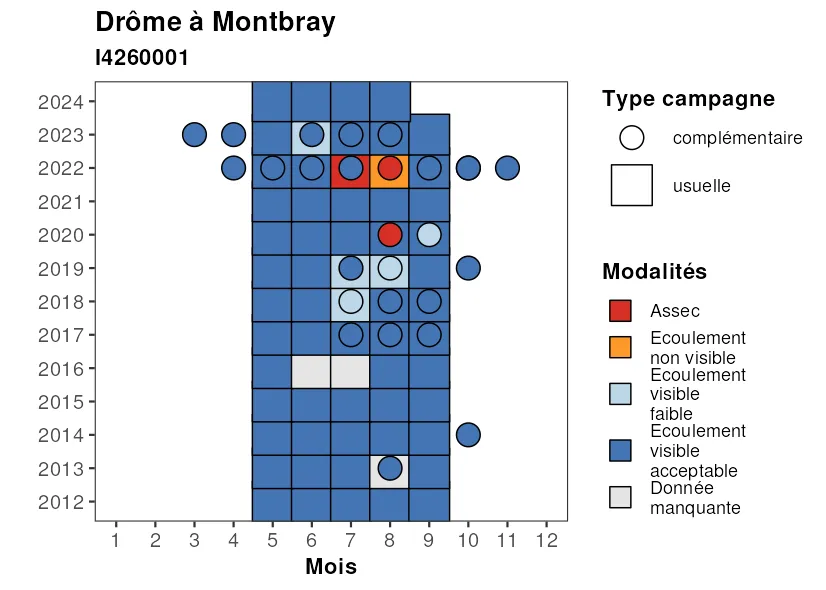 Drôme à Montbray
I4260001
2024
2023
2022
2021
2020
2019
2018
2017
2016
2015
2014
2013
2012
1 2 3 4 5 6 7 8 9 10 11 12
Mois
Type campagne
complémentaire
usuelle
Modalités
Assec
Ecoulement
non visible
Ecoulement
visible
faible
Ecoulement
visible
acceptable
Donnée
manquante